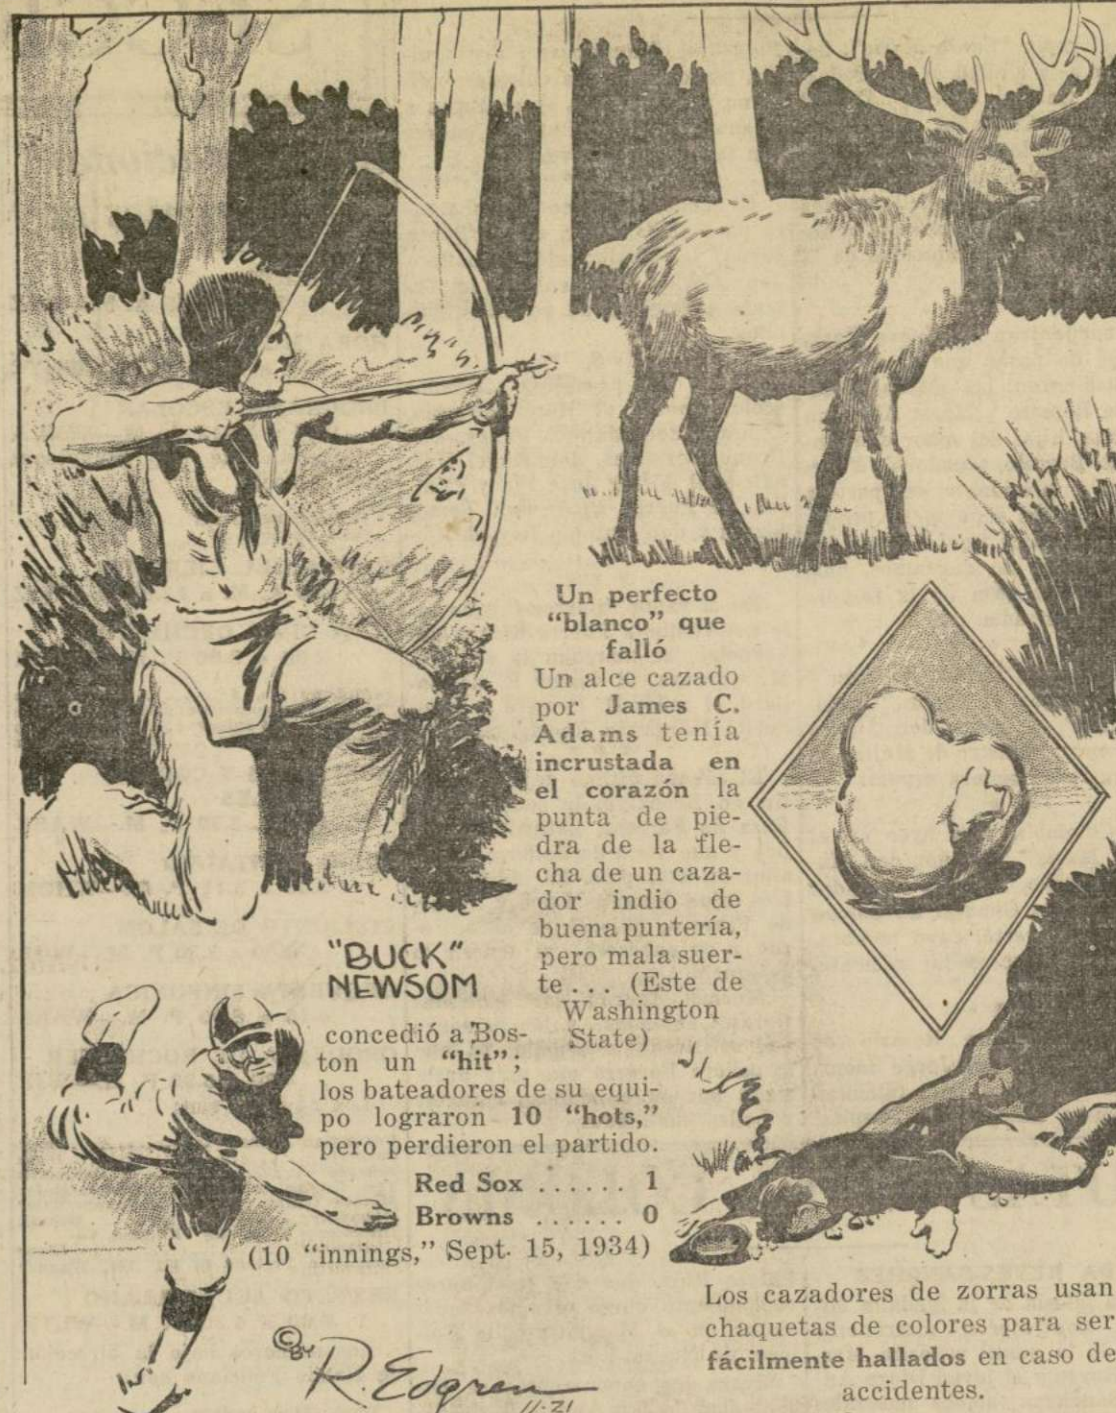 Un perfecto
“blanco” que
falló
Un alce cazado
por James C.
Adams tenía
incrustada en
el corazón la
punta de pie-
dra de la fle-
cha de un caza-
dor indio de
buena puntería,
pero mala suer-
te... (Este de
Washington
State)
"BUCK"
NEWSOM
concedió a Bos-
ton un “hit”;
los bateadores de su equi-
po lograron 10 “hots,”
pero perdieron el partido.
Red Sox ...... 1
Browns ...... 0
(10 “innings,” Sept. 15, 1934)
Los cazadores de zorras usan
chaquetas de colores para ser
fácilmente hallados en caso de
accidentes.
© BY
R. Edgren
11-21